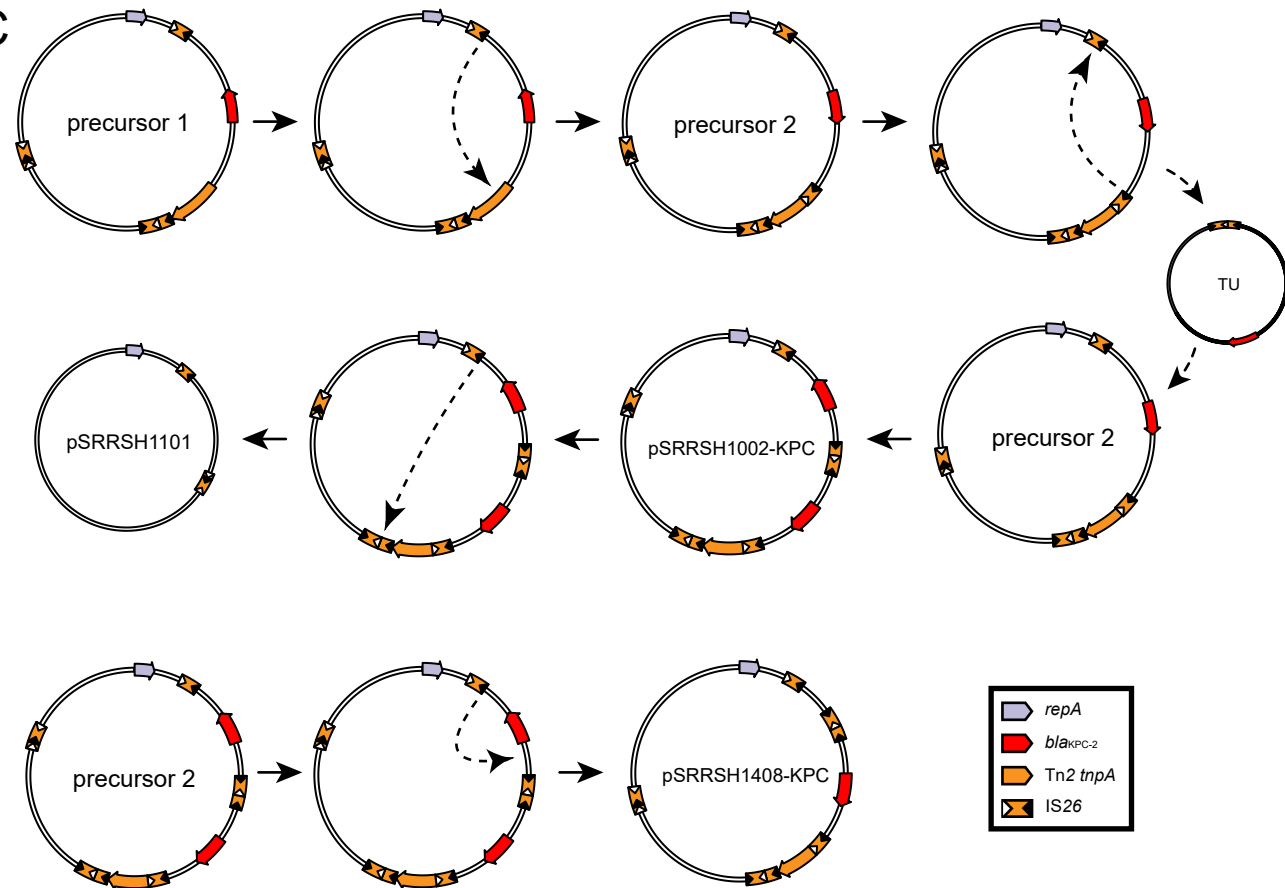 C
precursor 1
precursor 2
TU
pSRRSH1101
pSRRSH1002-KPC
precursor 2
precursor 2
pSRRSH1408-KPC
repA
blaKPC-2
Tn2 tnpA
IS26